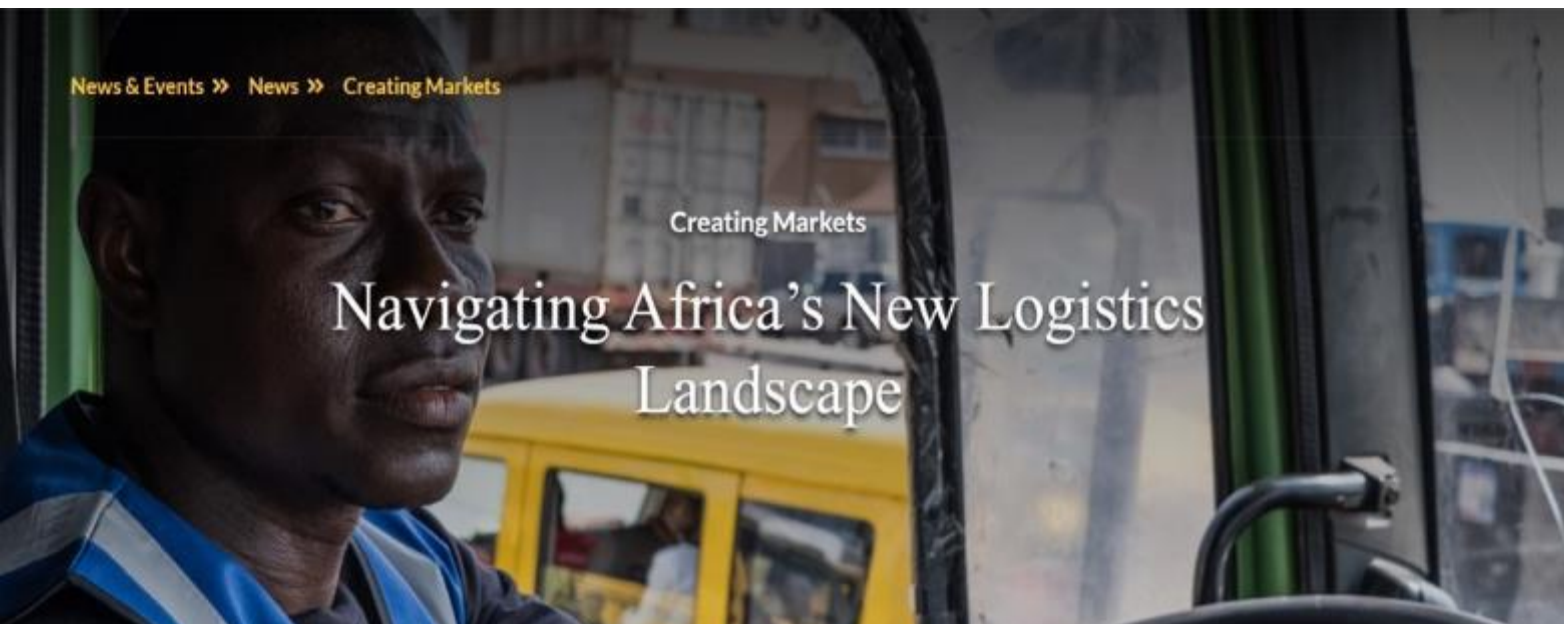 News & Events » News » Creating Markets
Creating Markets
Navigating Africa’s New Logistics
Landscape